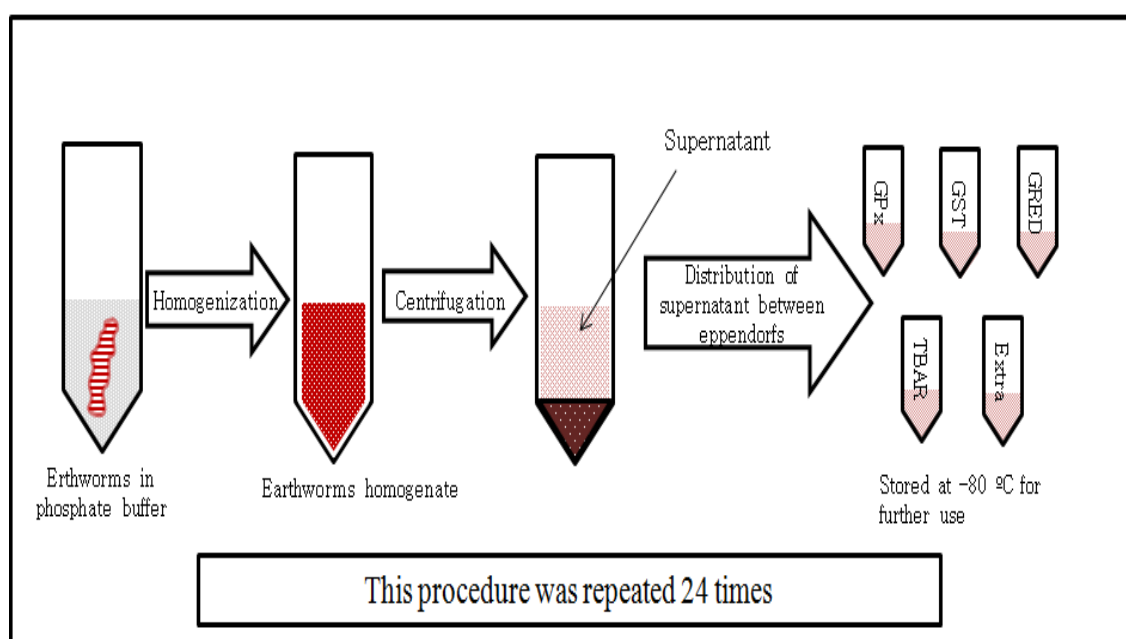 Supernatant
GPx
GST
GRED
Homogenization
Centrifugation
Distribution of
supernatant between
eppendorfs
TBAR
Extra
Erthworms in
phosphate buffer
Earthworms homogenate
Stored at -80 ºC for
further use
This procedure was repeated 24 times